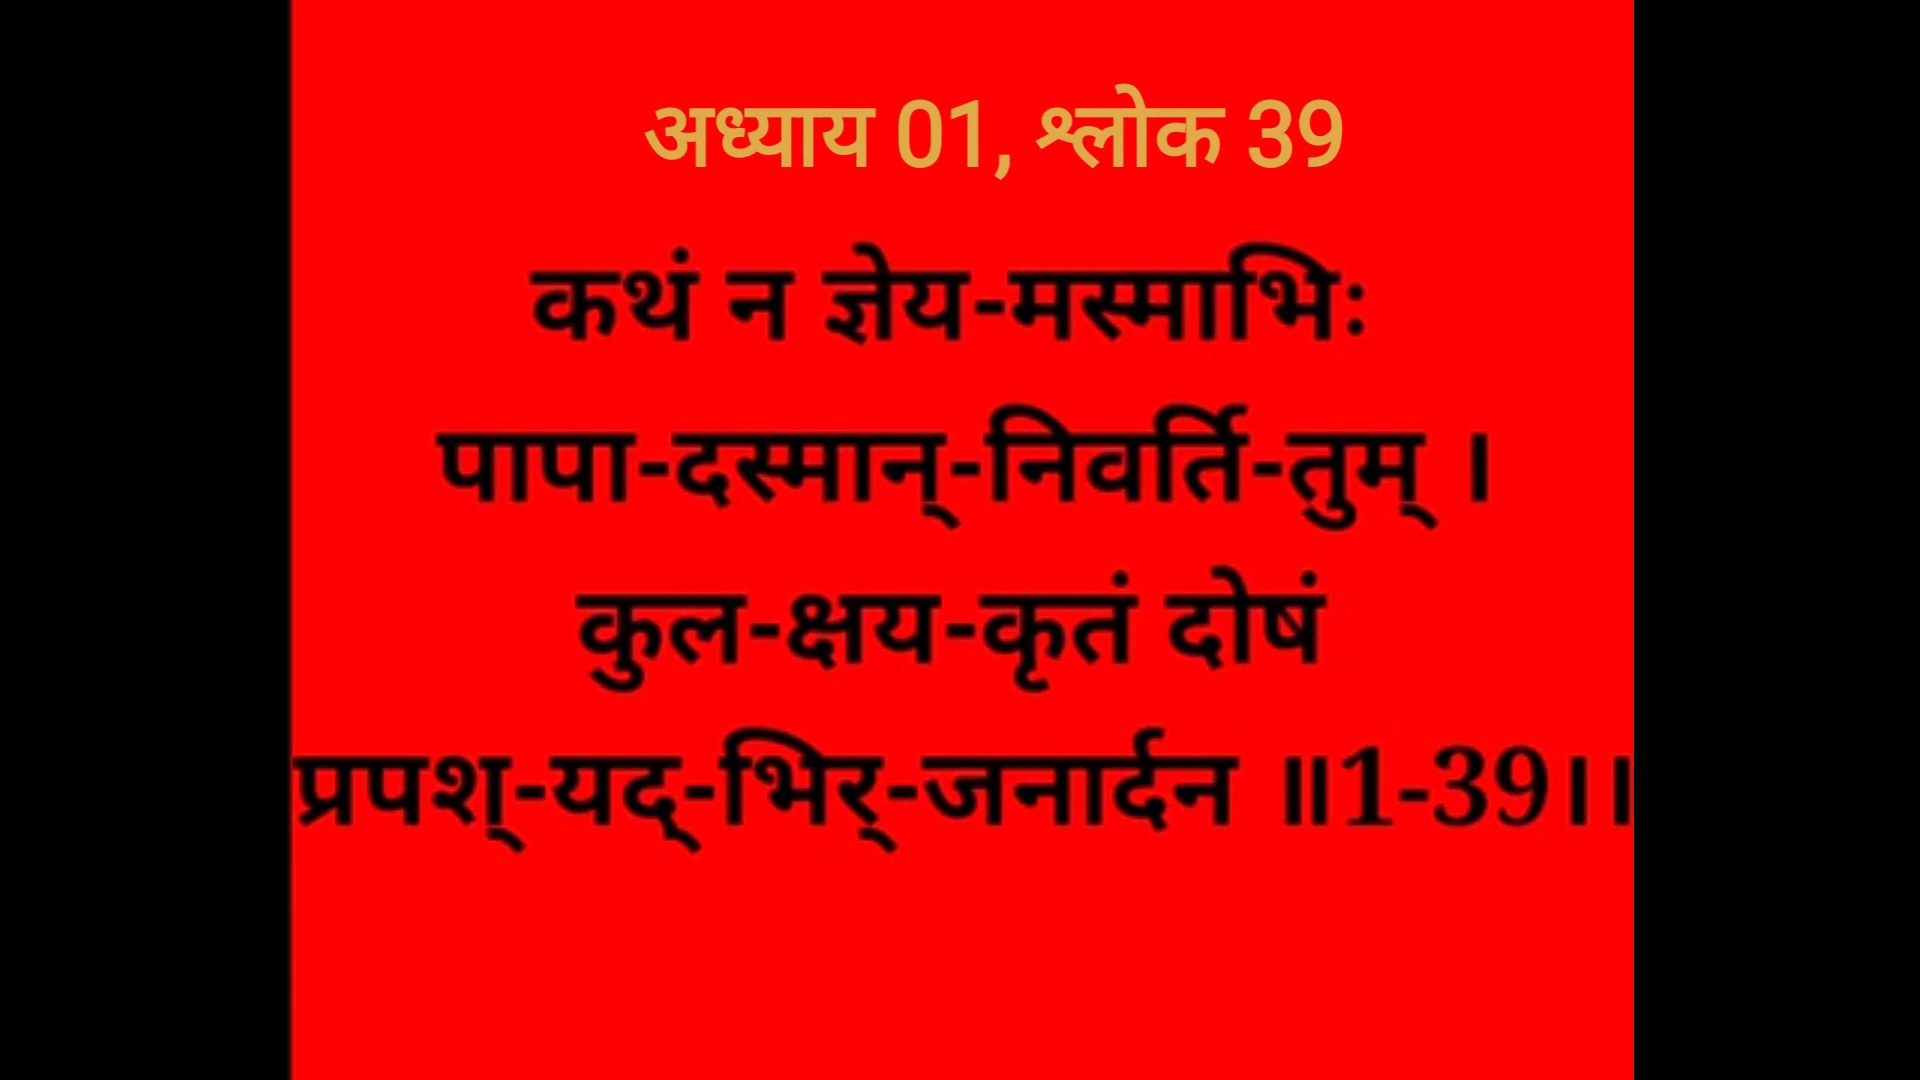 अध्याय 01, श्लोक 39
कथं न ज्ञेय-मस्माभिः
पापा-दस्मान्-निवर्ति-तुम् ।
कुल-क्षय-कृतं दोषं
प्रपश्-यद्-भिर्-जनार्दन ॥1-39।।